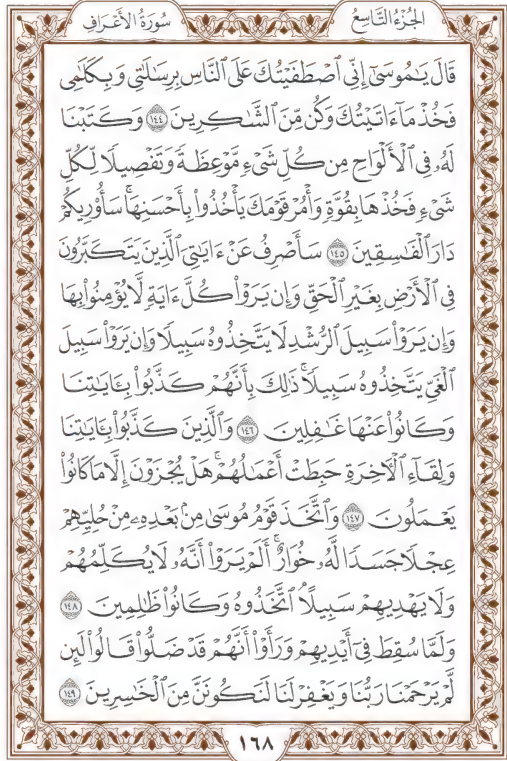 الجُزْءُ التَّاسِعُ
سُورَةُ الأَعْرَافِ
قَالَ يَٰمُوسَىٰٓ إِنِّي ٱصۡطَفَيۡتُكَ عَلَى ٱلنَّاسِ بِرِسَٰلَٰتِي وَبِكَلَٰمِي
فَخُذۡ مَآ ءَاتَيۡتُكَ وَكُن مِّنَ ٱلشَّٰكِرِينَ ١٤٤ وَكَتَبۡنَا
لَهُۥ فِي ٱلۡأَلۡوَاحِ مِن كُلِّ شَيۡءٖ مَّوۡعِظَةٗ وَتَفۡصِيلٗا لِّكُلِّ
شَيۡءٖ فَخُذۡهَا بِقُوَّةٖ وَأۡمُرۡ قَوۡمَكَ يَأۡخُذُواْ بِأَحۡسَنِهَاۚ سَأُوْرِيكُمۡ
دَارَ ٱلۡفَٰسِقِينَ ١٤٥ سَأَصۡرِفُ عَنۡ ءَايَٰتِيَ ٱلَّذِينَ يَتَكَبَّرُونَ
فِي ٱلۡأَرۡضِ بِغَيۡرِ ٱلۡحَقِّ وَإِن يَرَوۡاْ كُلَّ ءَايَةٖ لَّا يُؤۡمِنُواْ بِهَا
وَإِن يَرَوۡاْ سَبِيلَ ٱلرُّشۡدِ لَا يَتَّخِذُوهُ سَبِيلٗا وَإِن يَرَوۡاْ سَبِيلَ
ٱلۡغَيِّ يَتَّخِذُوهُ سَبِيلٗاۚ ذَٰلِكَ بِأَنَّهُمۡ كَذَّبُواْ بِـَٔايَٰتِنَا
وَكَانُواْ عَنۡهَا غَٰفِلِينَ ١٤٦ وَٱلَّذِينَ كَذَّبُواْ بِـَٔايَٰتِنَا
وَلِقَآءِ ٱلۡأٓخِرَةِ حَبِطَتۡ أَعۡمَٰلُهُمۡۚ هَلۡ يُجۡزَوۡنَ إِلَّا مَا كَانُواْ
يَعۡمَلُونَ ١٤٧ وَٱتَّخَذَ قَوۡمُ مُوسَىٰ مِنۢ بَعۡدِهِۦ مِنۡ حُلِيِّهِمۡ
عِجۡلٗا جَسَدٗا لَّهُۥ خُوَارٌۚ أَلَمۡ يَرَوۡاْ أَنَّهُۥ لَا يُكَلِّمُهُمۡ
وَلَا يَهۡدِيهِمۡ سَبِيلًاۘ ٱتَّخَذُوهُ وَكَانُواْ ظَٰلِمِينَ ١٤٨
وَلَمَّا سُقِطَ فِيٓ أَيۡدِيهِمۡ وَرَأَوۡاْ أَنَّهُمۡ قَدۡ ضَلُّواْ قَالُواْ لَئِن
لَّمۡ يَرۡحَمۡنَا رَبُّنَا وَيَغۡفِرۡ لَنَا لَنَكُونَنَّ مِنَ ٱلۡخَٰسِرِينَ ١٤٩
١٦٨